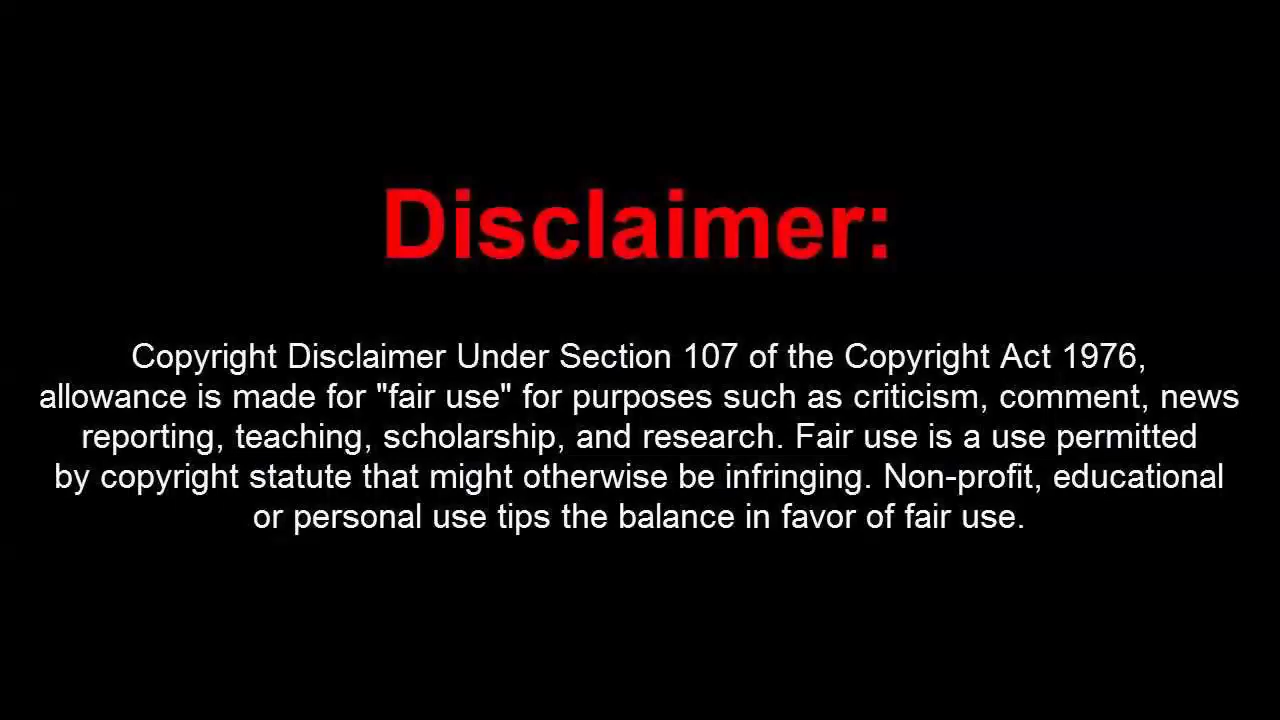 Disclaimer:
Copyright Disclaimer Under Section 107 of the Copyright Act 1976,
allowance is made for "fair use" for purposes such as criticism, comment, news
reporting, teaching, scholarship, and research. Fair use is a use permitted
by copyright statute that might otherwise be infringing. Non-profit, educational
or personal use tips the balance in favor of fair use.